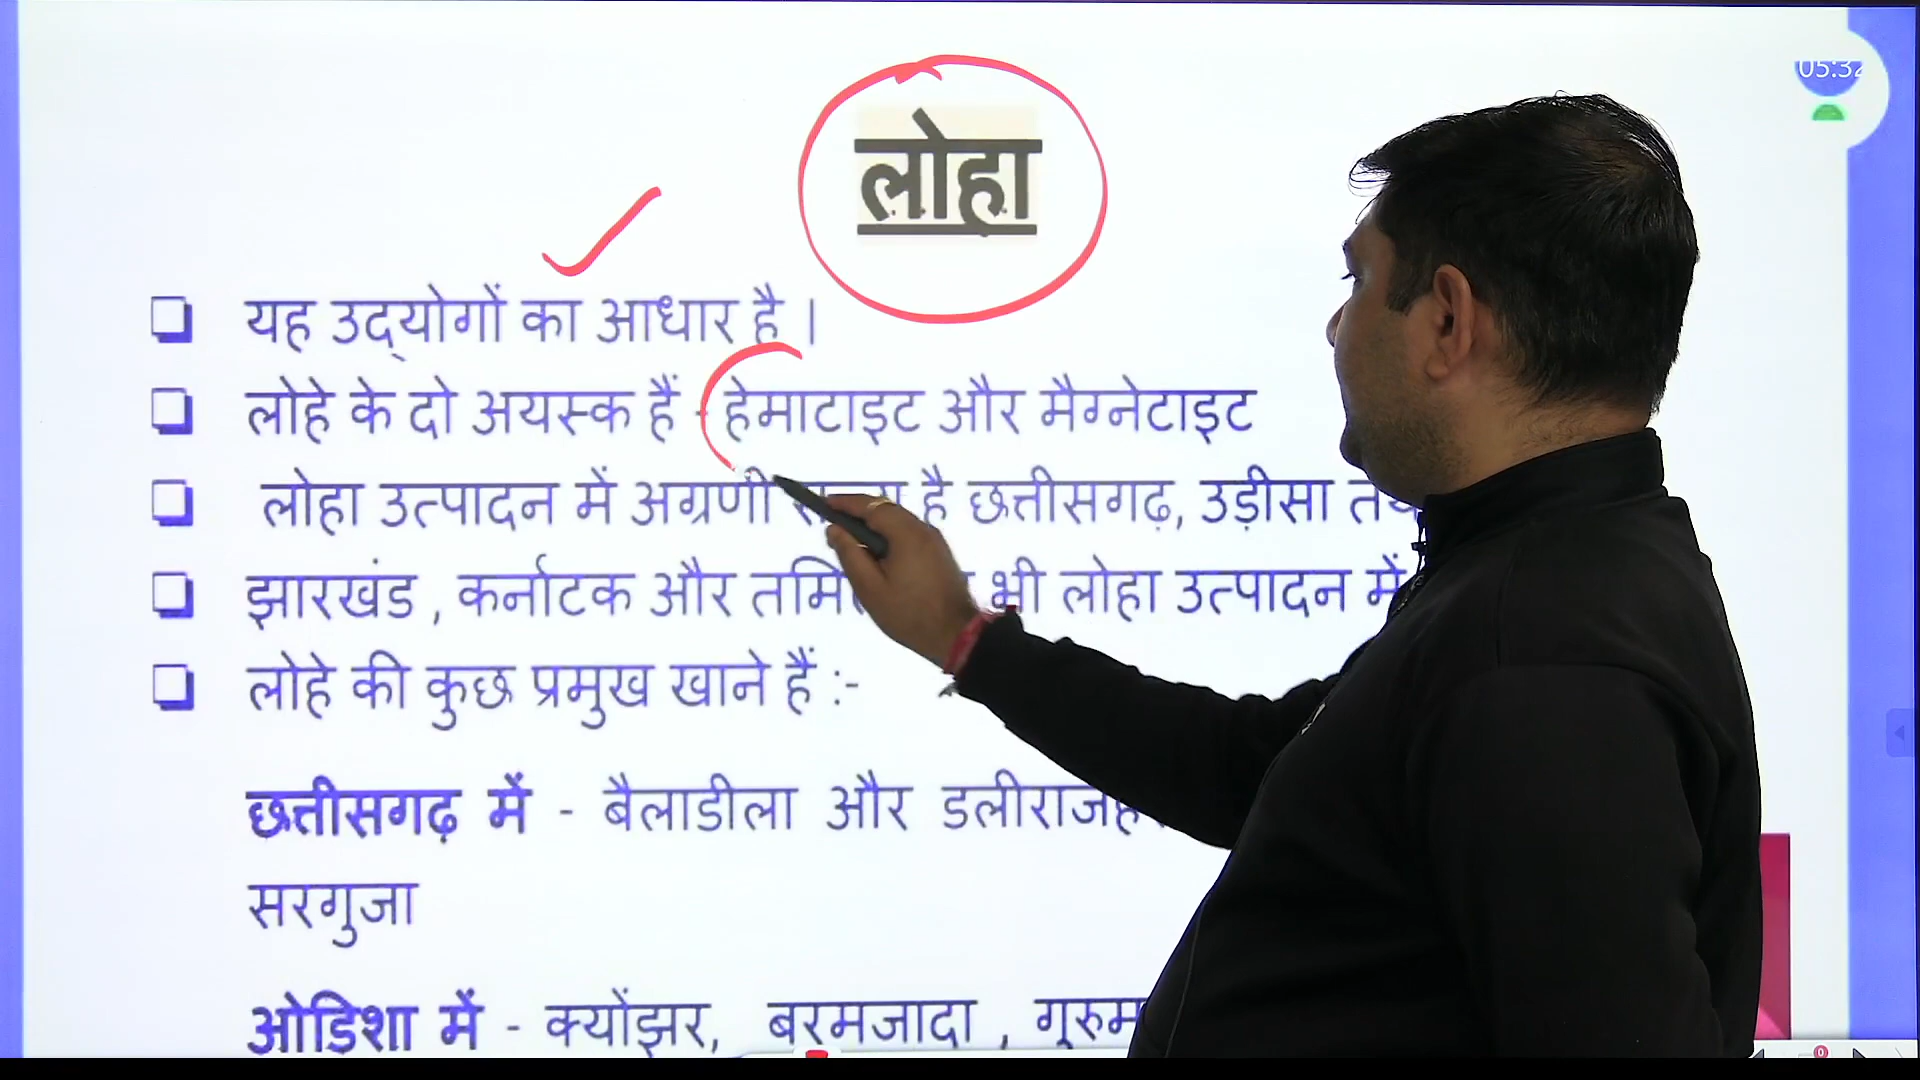 05:32
लोहा
यह उद्योगों का आधार है ।
लोहे के दो अयस्क हैं - हेमाटाइट और मैग्नेटाइट
लोहा उत्पादन में अग्रणी है छत्तीसगढ़, उड़ीसा
झारखंड , कर्नाटक और भी लोहा उत्पादन में
लोहे की कुछ प्रमुख खाने हैं :-
छत्तीसगढ़ में - बैलाडीला और
सरगुजा
ओडिशा में - क्योंझर, बरमजादा ,